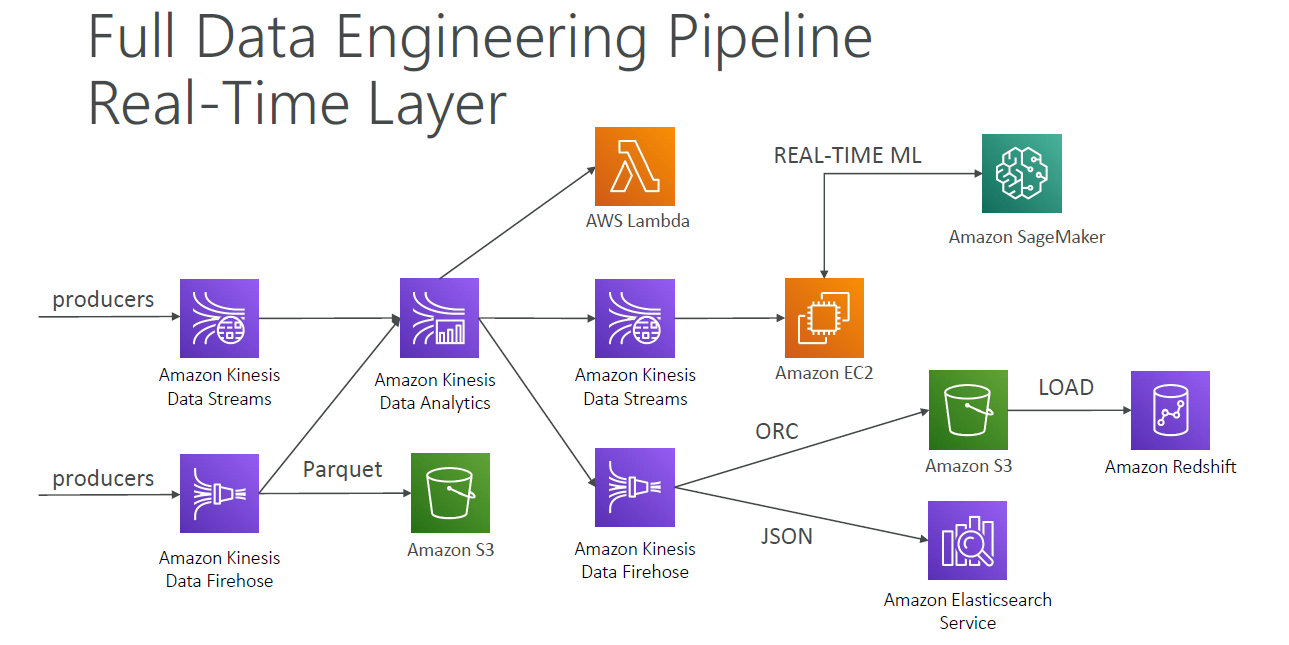 Full Data Engineering Pipeline
Real-Time Layer
AWS Lambda
REAL-TIME ML
Amazon SageMaker
producers
Amazon Kinesis
Data Streams
Amazon Kinesis
Data Analytics
Amazon Kinesis
Data Streams
Amazon EC2
producers
Amazon Kinesis
Data Firehose
Parquet
Amazon S3
Amazon Kinesis
Data Firehose
ORC
Amazon S3
LOAD
Amazon Redshift
JSON
Amazon Elasticsearch
Service